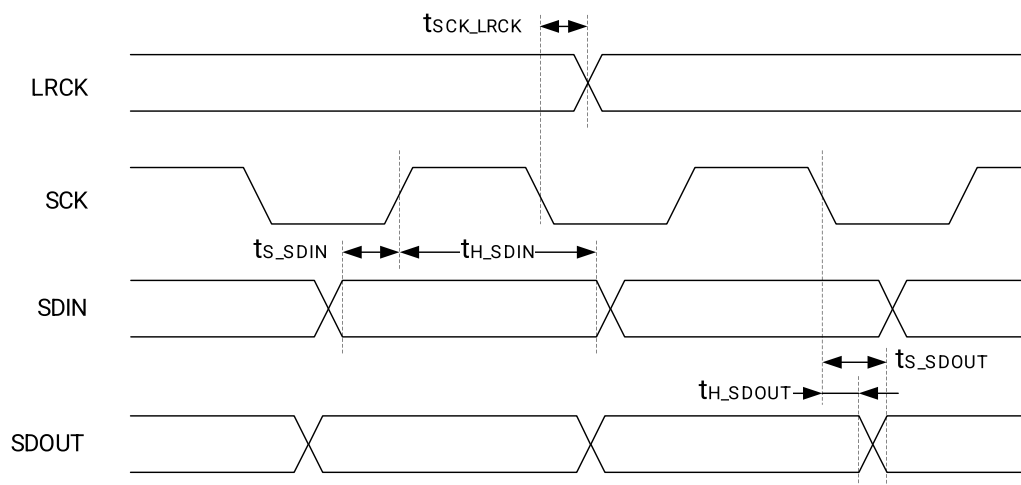 tSCK_LRCK
LRCK
SCK
tS_SDIN tH_SDIN
SDIN
tS_SDOUT
tH_SDOUT
SDOUT